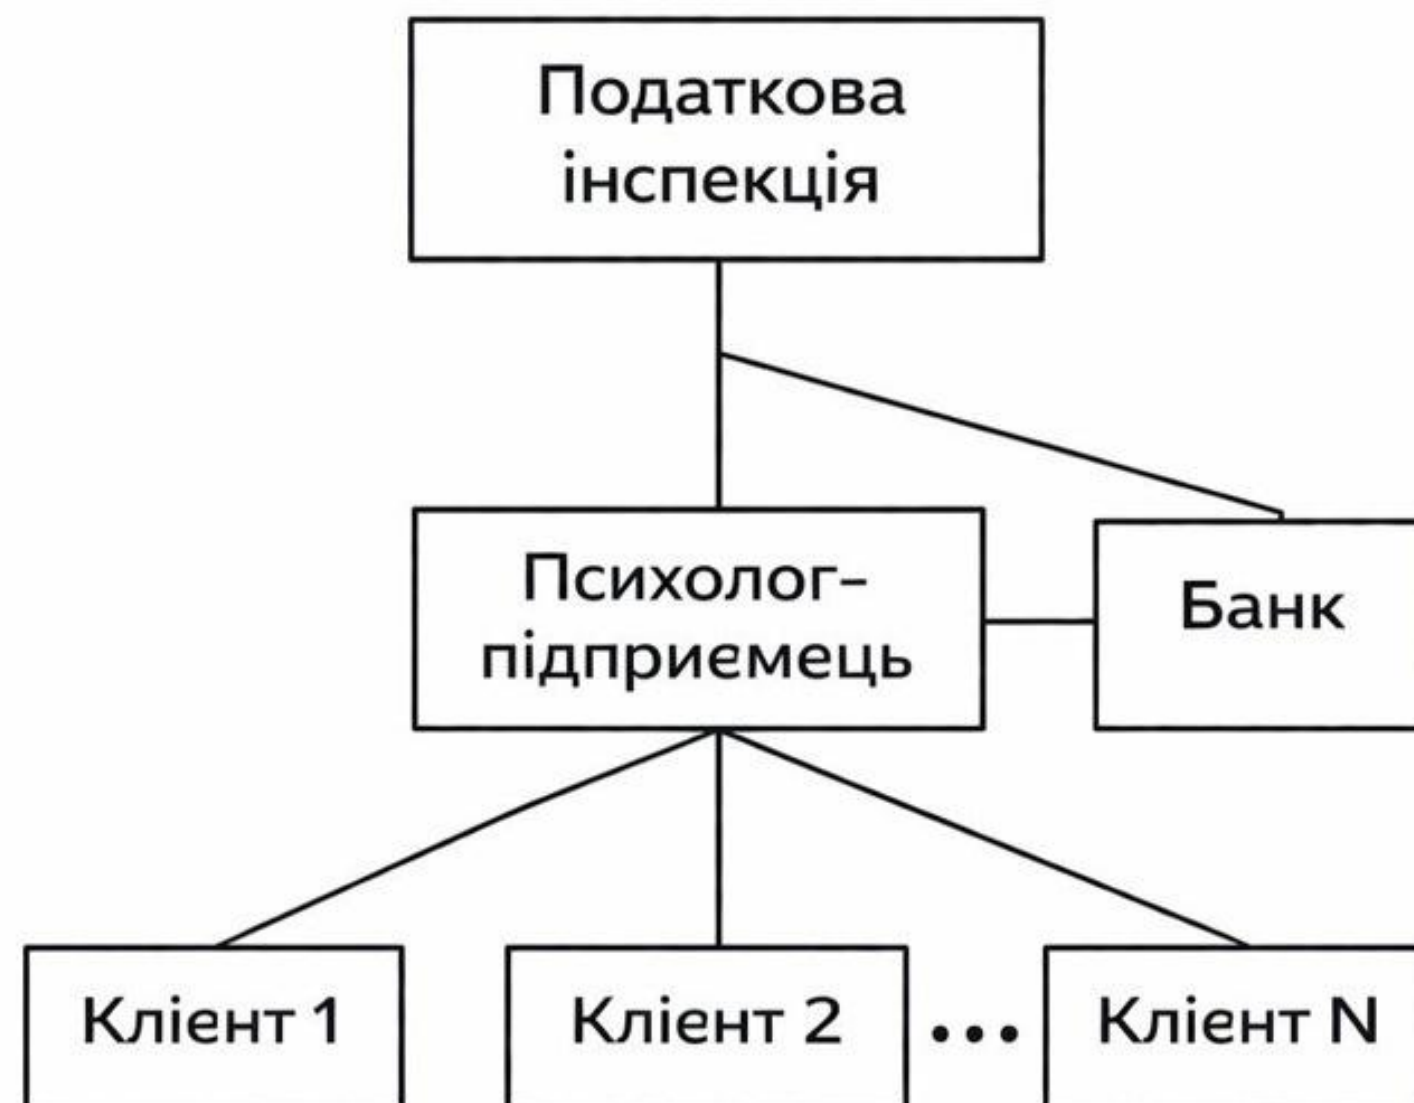 Податкова
інспекція
Психолог-
підприємець
Банк
Клієнт 1
Клієнт 2
...
Клієнт N